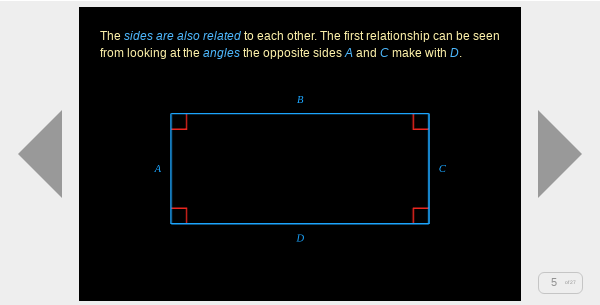 The sides are also related to each other. The first relationship can be seen
from looking at the angles the opposite sides A and C make with D.
B
A
C
D
5 of17